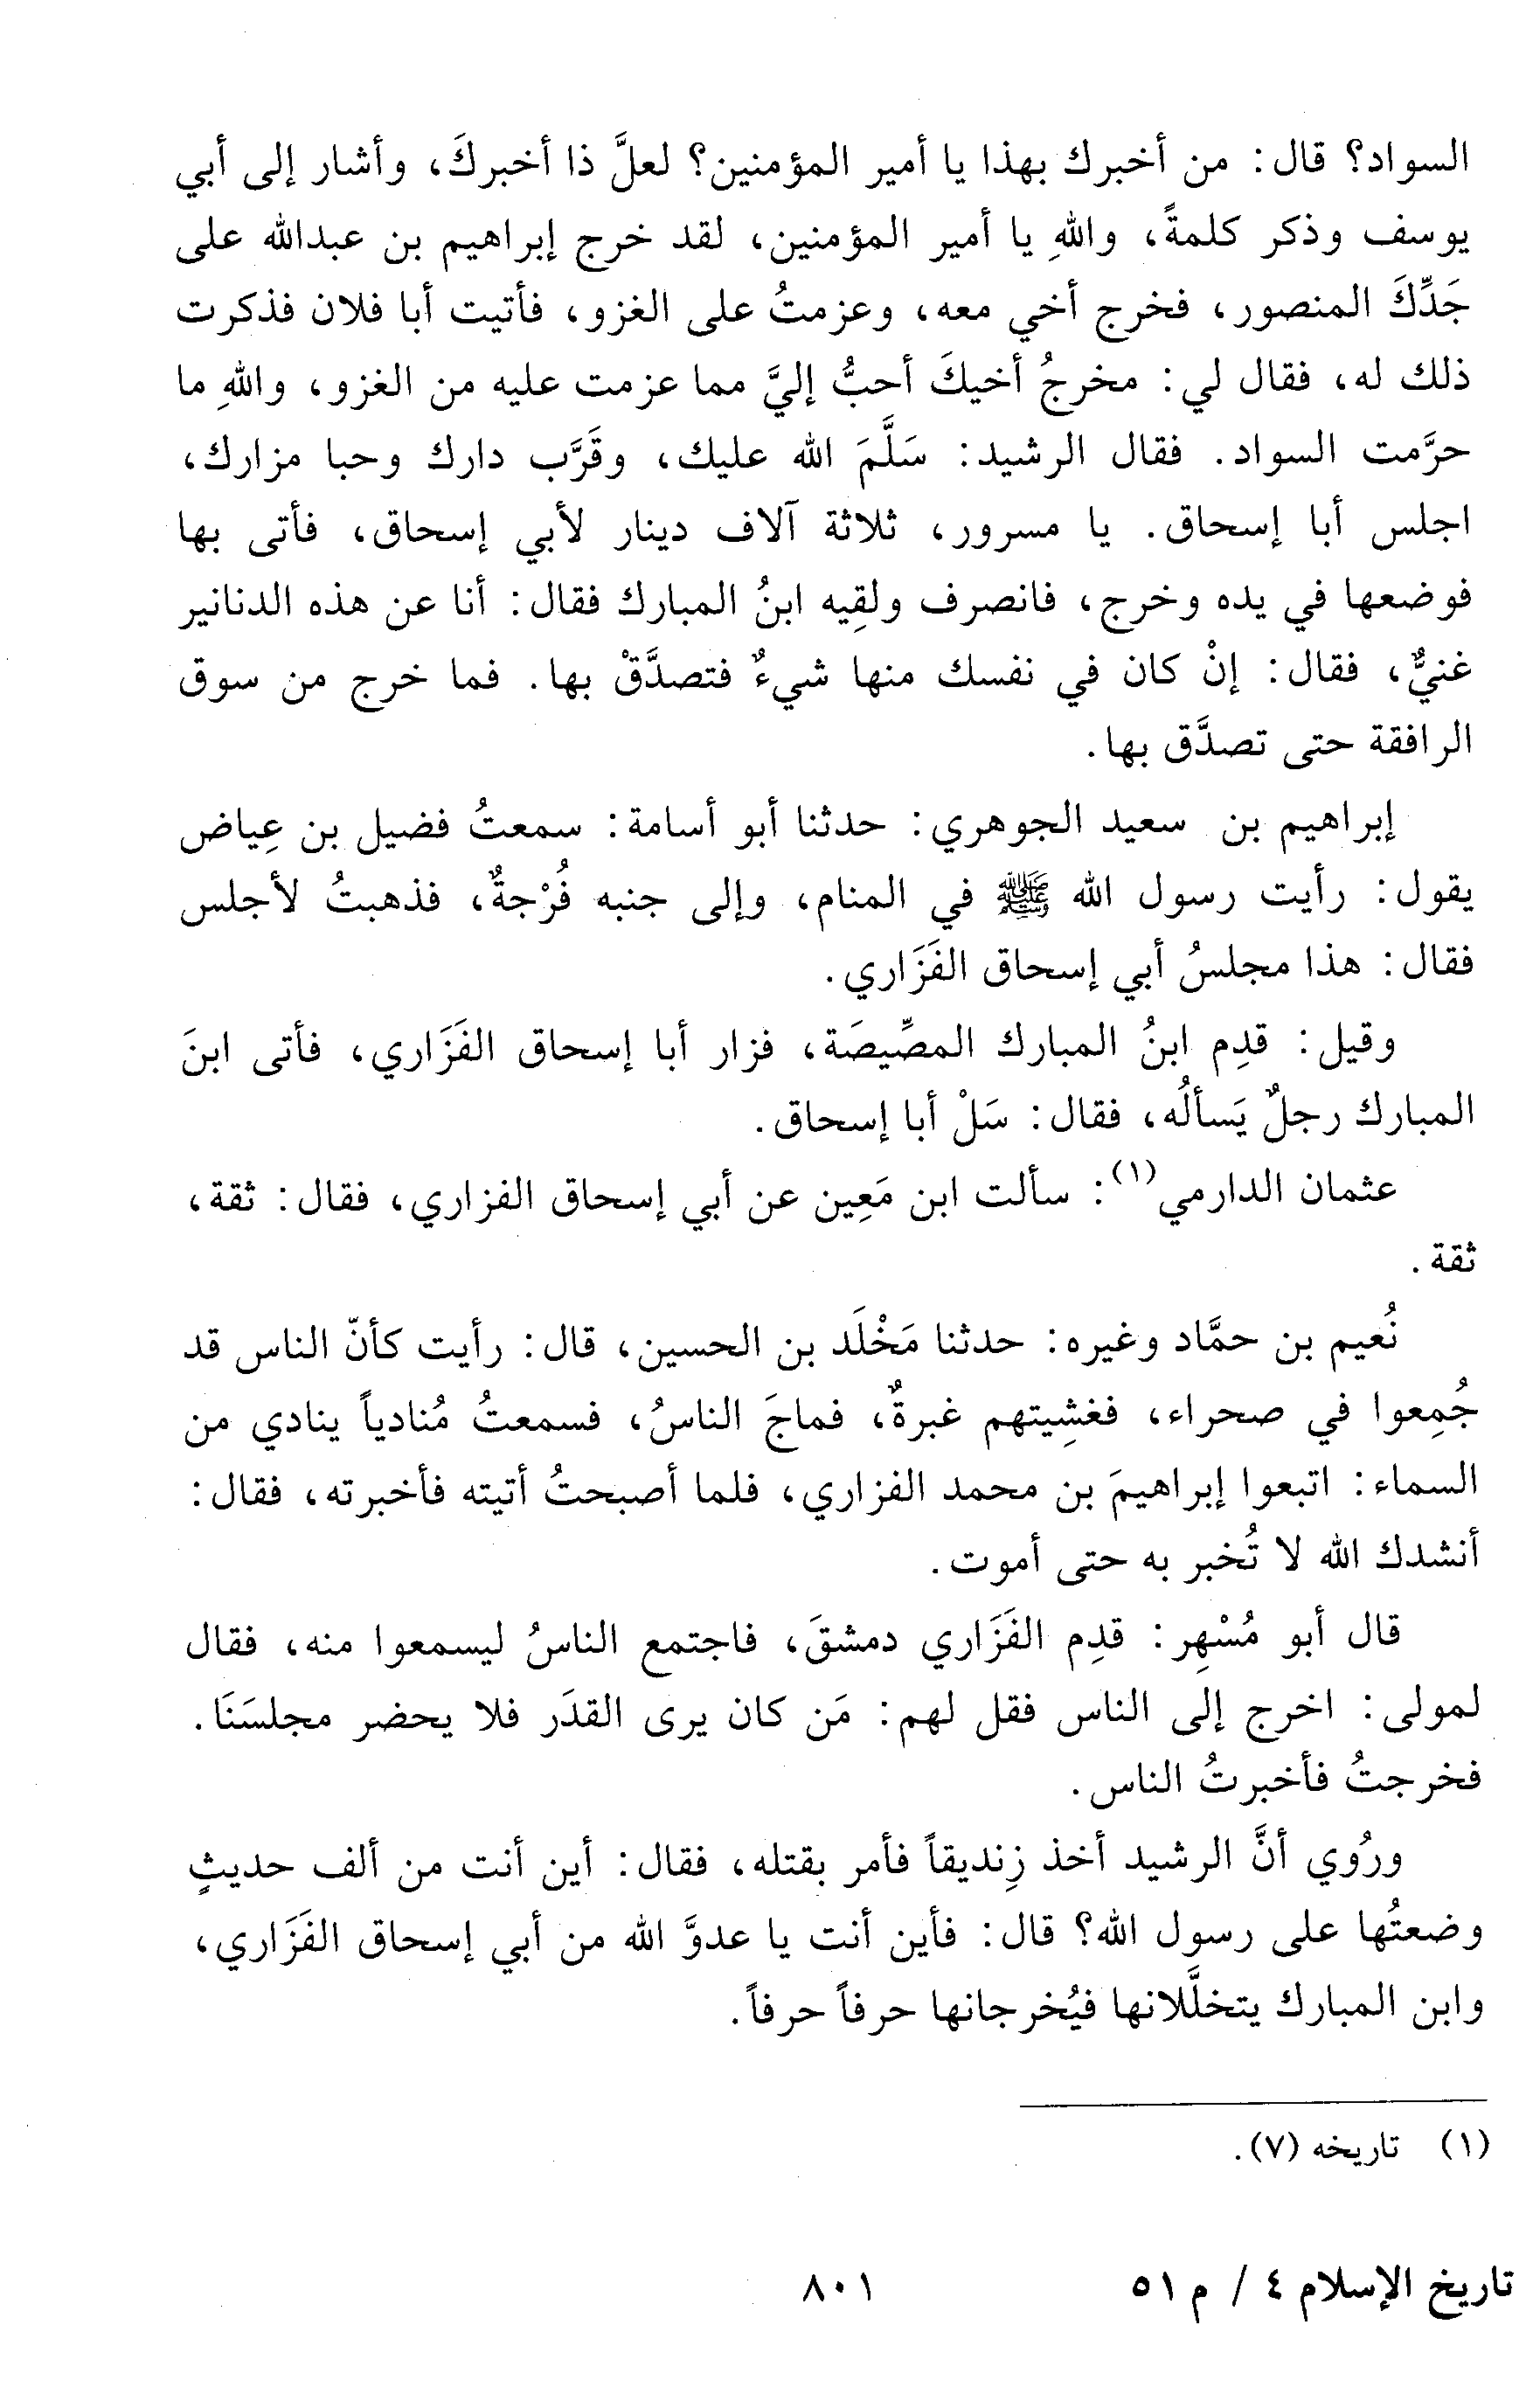 السواد؟ قال: من أخبرك بهذا يا أمير المؤمنين؟ لعلَّ ذا أخبركَ، وأشار إلى أبي
يوسف وذكر كلمةً، واللهِ يا أمير المؤمنين، لقد خرج إبراهيم بن عبدالله على
جَدِّكَ المنصور، فخرج أخي معه، وعزمتُ على الغزو، فأتيت أبا فلان فذكرت
ذلك له، فقال لي: مخرجُ أخيكَ أحبُّ إليَّ مما عزمت عليه من الغزو، واللهِ ما
حرَّمت السواد. فقال الرشيد: سَلَّمَ الله عليك، وقَرَّب دارك وحبا مزارك،
اجلس أبا إسحاق. يا مسرور، ثلاثة آلاف دينار لأبي إسحاق، فأتى بها
فوضعها في يده وخرج، فانصرف ولقِيه ابنُ المبارك فقال: أنا عن هذه الدنانير
غنيٌّ، فقال: إنْ كان في نفسك منها شيءٌ فتصدَّقْ بها. فما خرج من سوق
الرافقة حتى تصدَّق بها.
إبراهيم بن سعيد الجوهري: حدثنا أبو أسامة: سمعتُ فضيل بن عِياض
يقول: رأيت رسول الله ﷺ في المنام، وإلى جنبه فُرْجةٌ، فذهبتُ لأجلس
فقال: هذا مجلسُ أبي إسحاق الفَزَاري.
وقيل: قدِم ابنُ المبارك المصِّيصَة، فزار أبا إسحاق الفَزَاري، فأتى ابنَ
المبارك رجلٌ يَسألُه، فقال: سَلْ أبا إسحاق.
عثمان الدارمي(١): سألت ابن مَعِين عن أبي إسحاق الفزاري، فقال: ثقة،
ثقة.
نُعيم بن حمَّاد وغيره: حدثنا مَخْلَد بن الحسين، قال: رأيت كأنّ الناس قد
جُمِعوا في صحراء، فغشِيتهم غبرةٌ، فماجَ الناسُ، فسمعتُ مُنادياً ينادي من
السماء: اتبعوا إبراهيمَ بن محمد الفزاري، فلما أصبحتُ أتيته فأخبرته، فقال:
أنشدك الله لا تُخبر به حتى أموت.
قال أبو مُسْهِر: قدِم الفَزَاري دمشقَ، فاجتمع الناسُ ليسمعوا منه، فقال
لمولى: اخرج إلى الناس فقل لهم: مَن كان يرى القدَر فلا يحضر مجلسَنَا.
فخرجتُ فأخبرتُ الناس.
ورُوي أنَّ الرشيد أخذ زِنديقاً فأمر بقتله، فقال: أين أنت من ألف حديثٍ
وضعتُها على رسول الله؟ قال: فأين أنت يا عدوَّ الله من أبي إسحاق الفَزَاري،
وابن المبارك يتخلَّلانها فيُخرجانها حرفاً حرفاً.
(١) تاريخه (٧).
تاريخ الإسلام ٤ / م ٥١
٨٠١